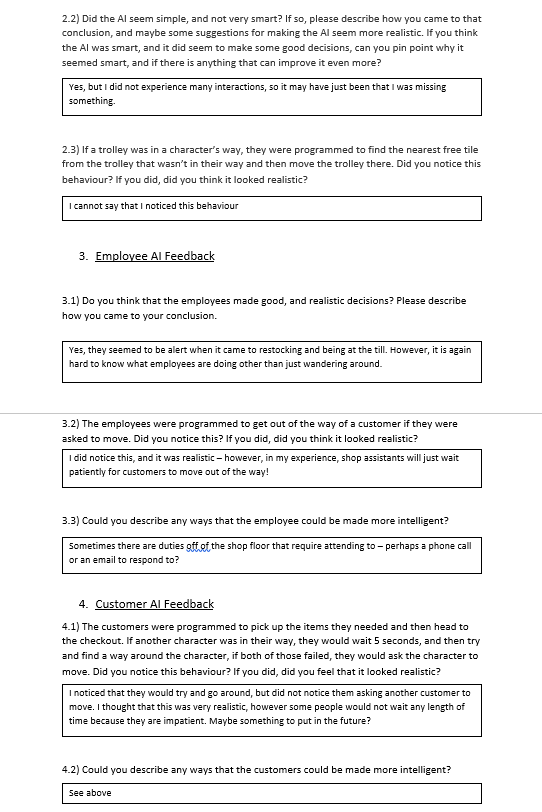 2.2) Did the AI seem simple, and not very smart? If so, please describe how you came to that
conclusion, and maybe some suggestions for making the AI seem more realistic. If you think
the AI was smart, and it did seem to make some good decisions, can you pin point why it
seemed smart, and if there is anything that can improve it even more?
Yes, but I did not experience many interactions, so it may have just been that I was missing
something.
2.3) If a trolley was in a character's way, they were programmed to find the nearest free tile
from the trolley that wasn't in their way and then move the trolley there. Did you notice this
behaviour? If you did, did you think it looked realistic?
I cannot say that I noticed this behaviour
3. Employee AI Feedback
3.1) Do you think that the employees made good, and realistic decisions? Please describe
how you came to your conclusion.
Yes, they seemed to be alert when it came to restocking and being at the till. However, it is again
hard to know what employees are doing other than just wandering around.
3.2) The employees were programmed to get out of the way of a customer if they were
asked to move. Did you notice this? If you did, did you think it looked realistic?
I did notice this, and it was realistic – however, in my experience, shop assistants will just wait
patiently for customers to move out of the way!
3.3) Could you describe any ways that the employee could be made more intelligent?
Sometimes there are duties off of the shop floor that require attending to – perhaps a phone call
or an email to respond to?
4. Customer AI Feedback
4.1) The customers were programmed to pick up the items they needed and then head to
the checkout. If another character was in their way, they would wait 5 seconds, and then try
and find a way around the character, if both of those failed, they would ask the character to
move. Did you notice this behaviour? If you did, did you feel that it looked realistic?
I noticed that they would try and go around, but did not notice them asking another customer to
move. I thought that this was very realistic, however some people would not wait any length of
time because they are impatient. Maybe something to put in the future?
4.2) Could you describe any ways that the customers could be made more intelligent?
See above